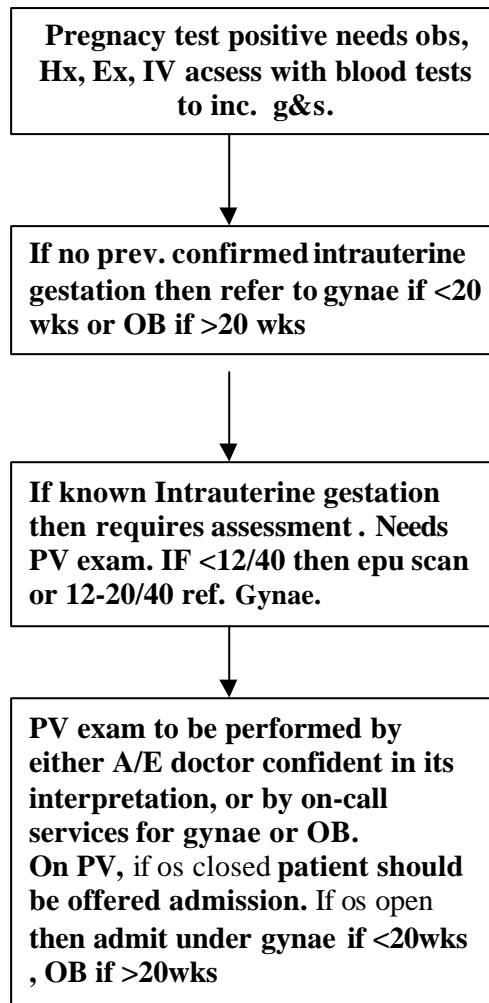 Pregnacy test positive needs obs,
Hx, Ex, IV acsess with blood tests
to inc. g&s.
If no prev. confirmed intrauterine
gestation then refer to gynae if <20
wks or OB if >20 wks
If known Intrauterine gestation
then requires assessment . Needs
PV exam. IF <12/40 then epu scan
or 12-20/40 ref. Gynae.
PV exam to be performed by
either A/E doctor confident in its
interpretation, or by on-call
services for gynae or OB.
On PV, if os closed patient should
be offered admission. If os open
then admit under gynae if <20wks
, OB if >20wks